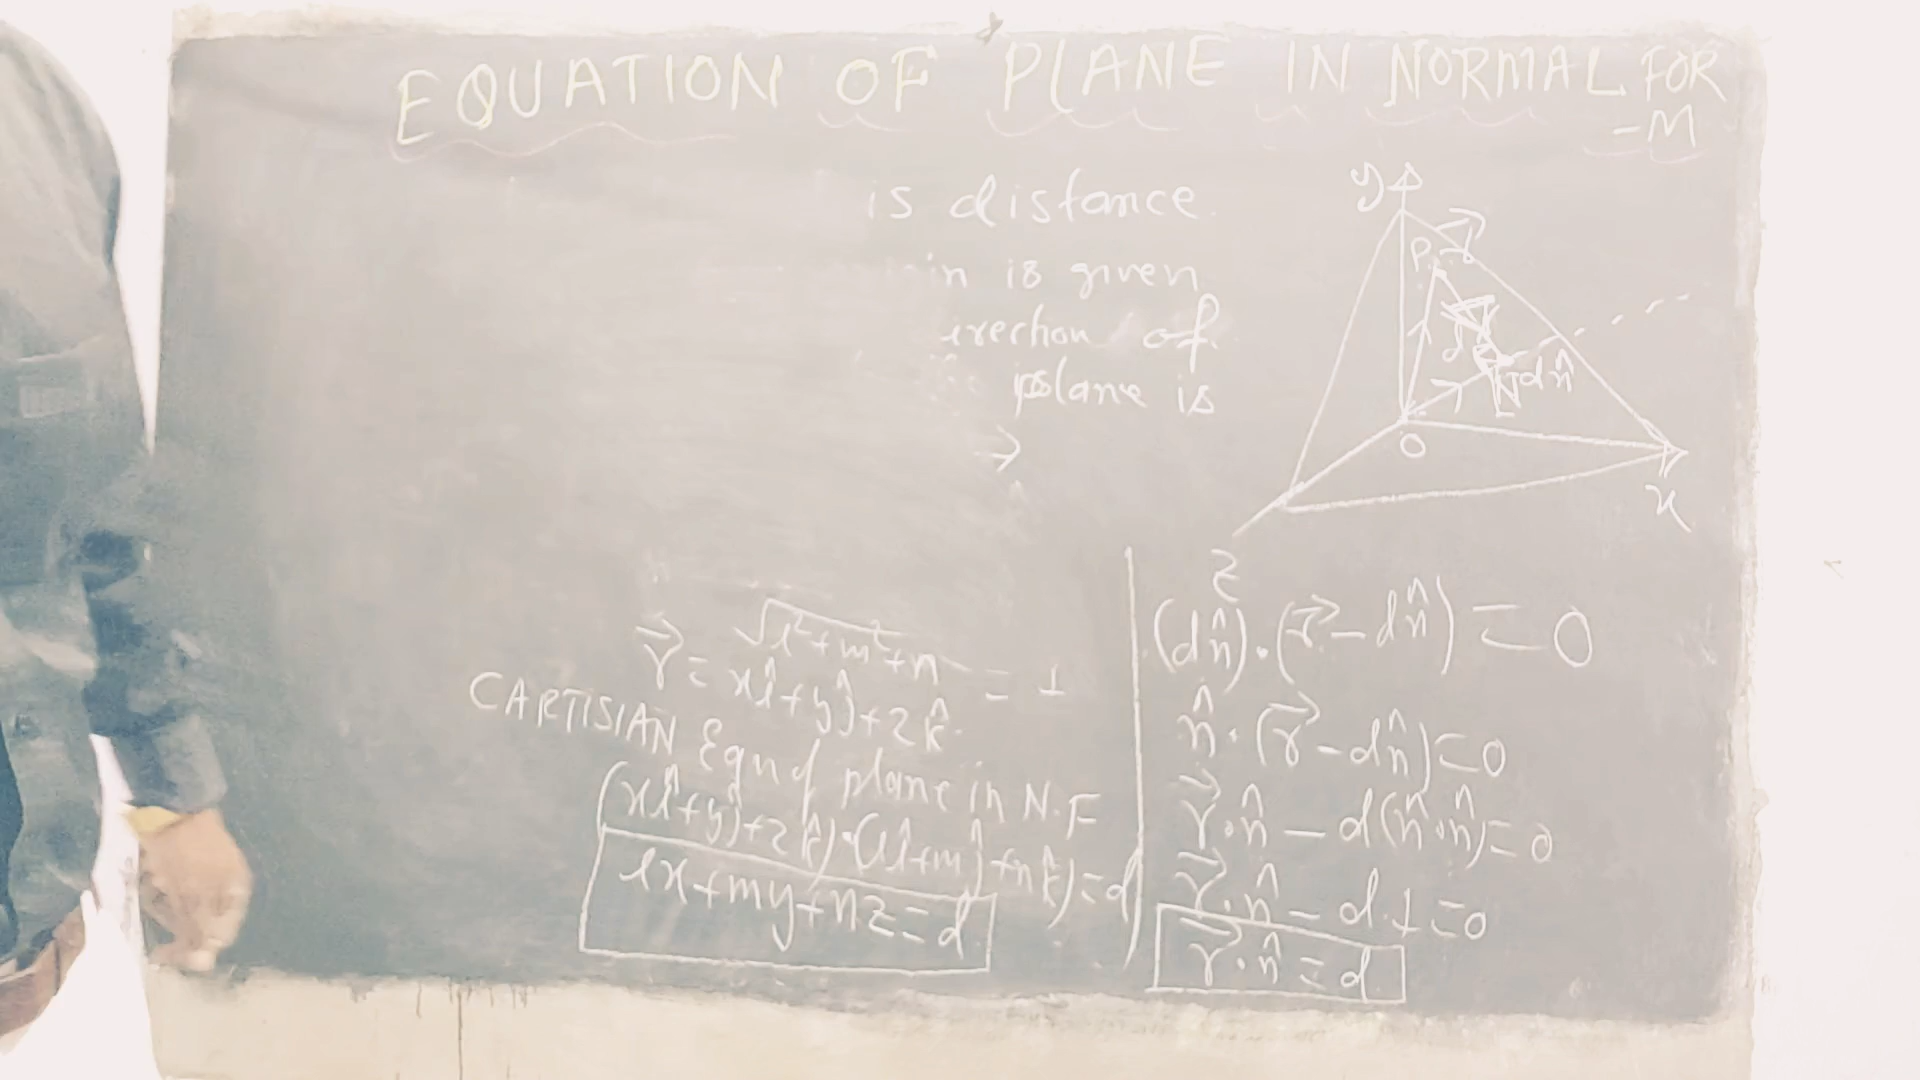 EQUATION OF PLANE IN NORMAL FOR
-M
is distance.
in is given
irection of
plane is
→
y
P
r⃗
d
N
dn̂
O
x
z
√l²+m²+n = 1
r⃗ = xî+yĵ+zk̂.
CARTISIAN Eqn of plane in N.F
(xî+yĵ+zk̂)·(lî+mĵ+nk̂)=d
lx+my+nz=d
(dn̂)·(r⃗-dn̂)=0
n̂·(r⃗-dn̂)=0
r⃗·n̂-d(n̂·n̂)=0
r⃗·n̂-d.1=0
r⃗·n̂=d